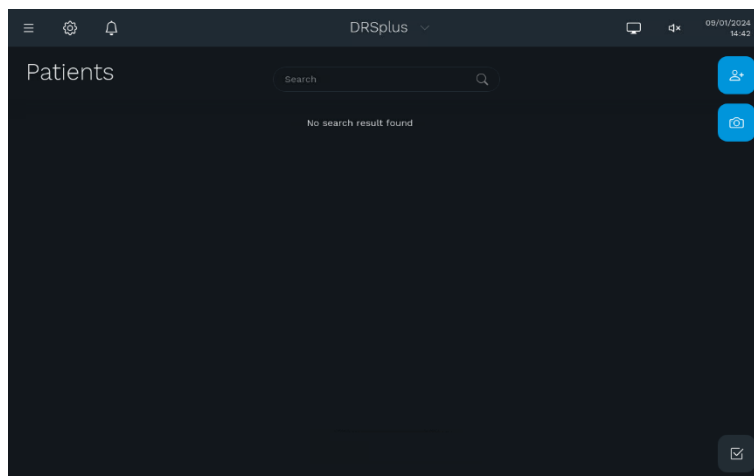 DRSplus
09/01/2024
14:42
Patients
Search
No search result found